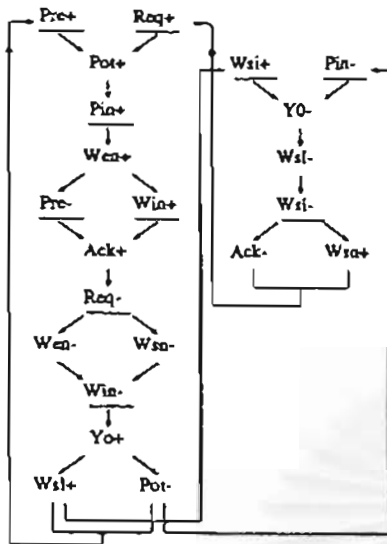 Pre+ Req+
Pot+
Pin+
Wen+
Pre- Win+
Ack+
Req-
Wen- Wsn-
Win-
Yo+
Wsl+ Pot-
Wsi+ Pin-
Y0-
Wsl-
Wsi-
Ack- Wsn+